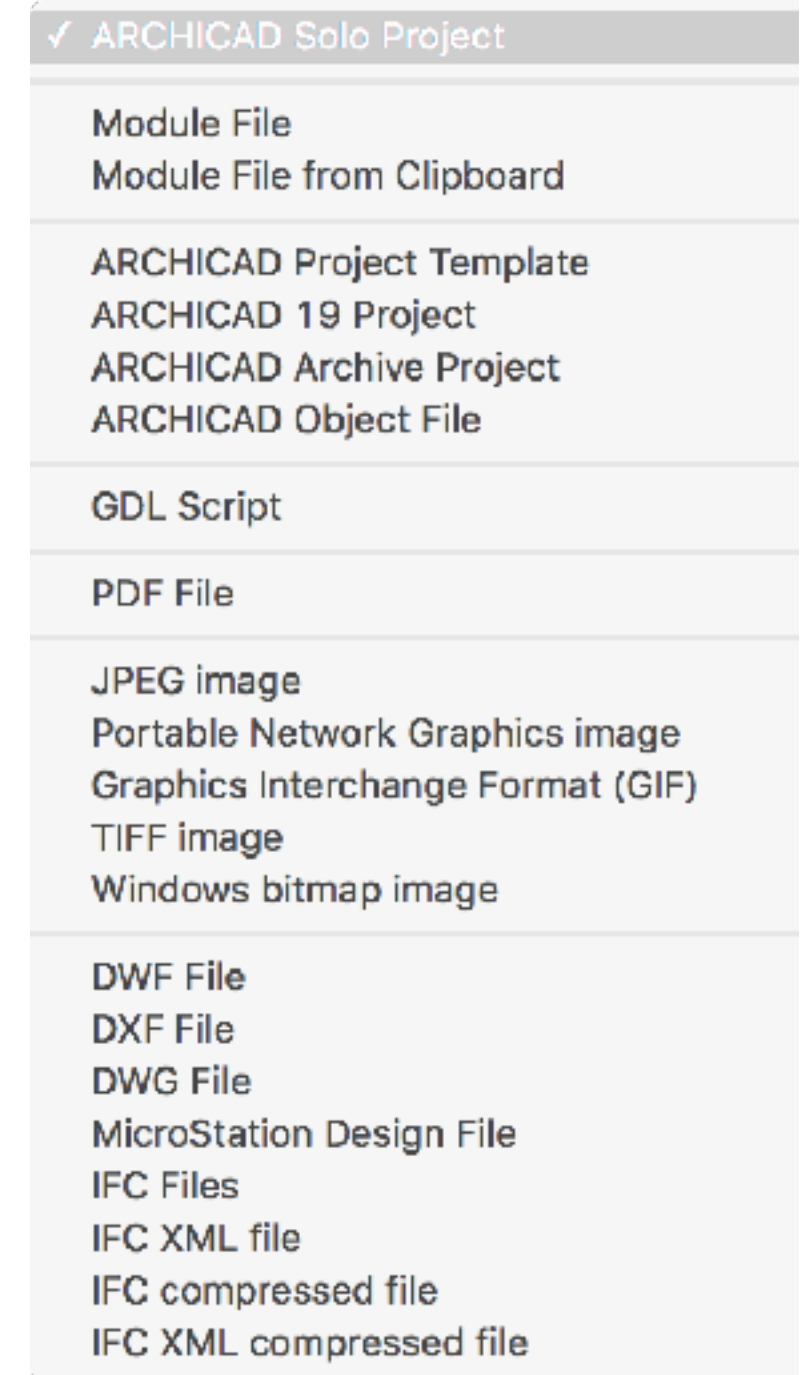 ✓ ARCHICAD Solo Project
Module File
Module File from Clipboard
ARCHICAD Project Template
ARCHICAD 19 Project
ARCHICAD Archive Project
ARCHICAD Object File
GDL Script
PDF File
JPEG image
Portable Network Graphics image
Graphics Interchange Format (GIF)
TIFF image
Windows bitmap image
DWF File
DXF File
DWG File
MicroStation Design File
IFC Files
IFC XML file
IFC compressed file
IFC XML compressed file